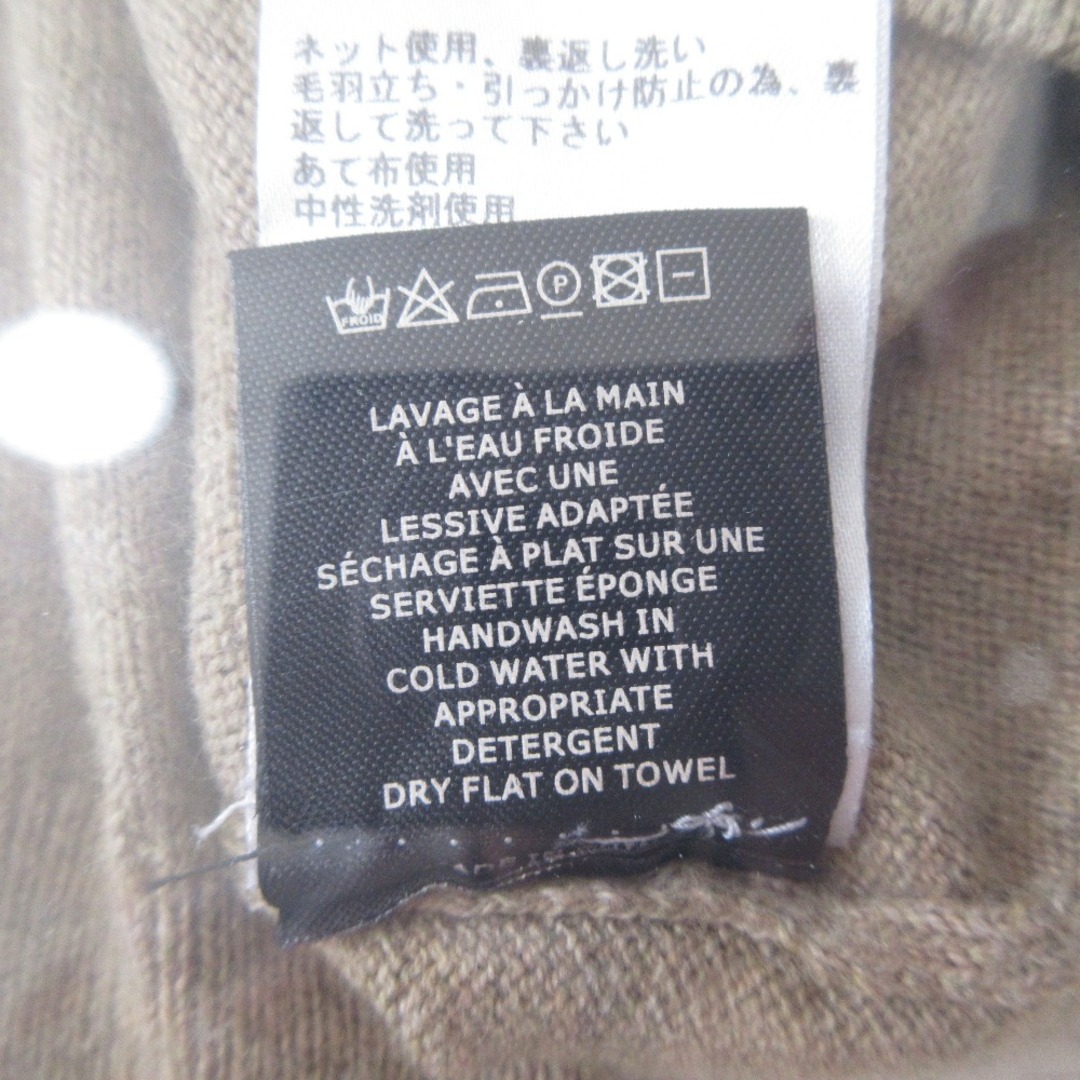 ネット使用、裏返し洗い
毛羽立ち・引っかけ防止の為、裏
返して洗って下さい
あて布使用
中性洗剤使用
FROID P
LAVAGE À LA MAIN
À L'EAU FROIDE
AVEC UNE
LESSIVE ADAPTÉE
SÉCHAGE À PLAT SUR UNE
SERVIETTE ÉPONGE
HANDWASH IN
COLD WATER WITH
APPROPRIATE
DETERGENT
DRY FLAT ON TOWEL